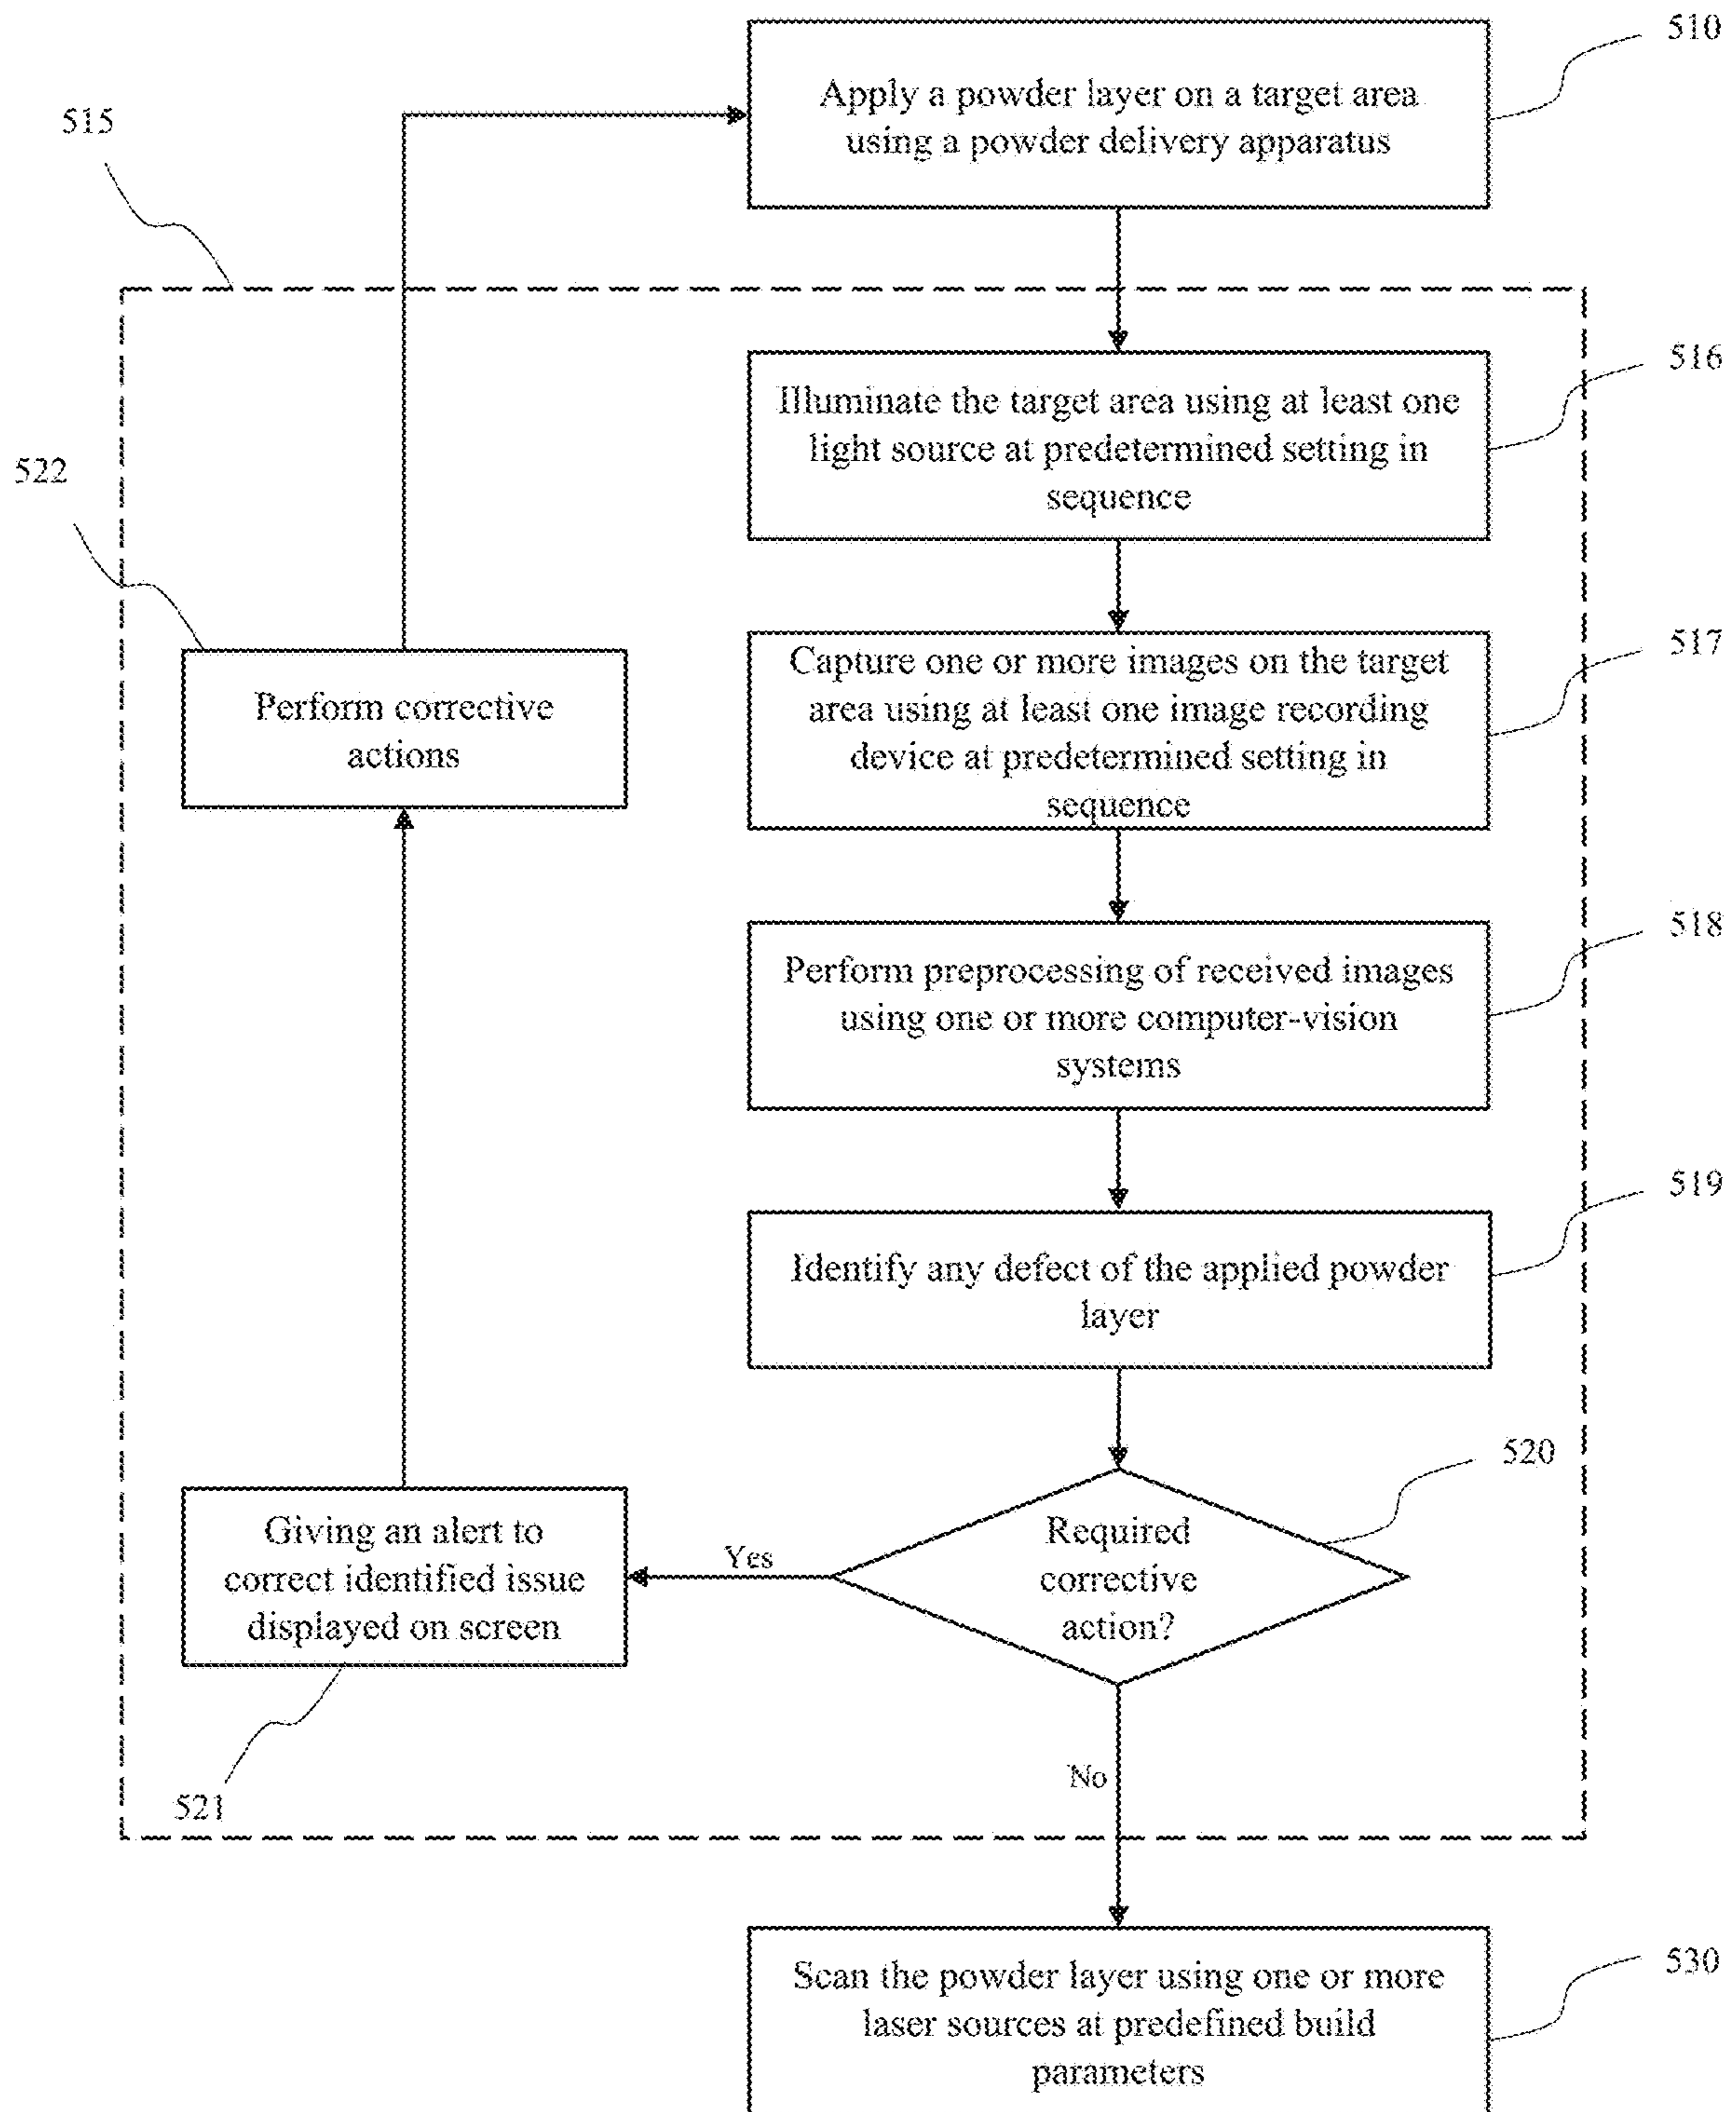 510
Apply a powder layer on a target area
using a powder delivery apparatus
515
516
Illuminate the target area using at least one
light source at predetermined setting in
sequence
522
517
Capture one or more images on the target
area using at least one image recording
device at predetermined setting in
sequence
Perform corrective
actions
518
Perform preprocessing of received images
using one or more computer-vision
systems
519
Identify any defect of the applied powder
layer
520
Required
corrective
action?
Yes
Giving an alert to
correct identified issue
displayed on screen
No
521
530
Scan the powder layer using one or more
laser sources at predefined build
parameters